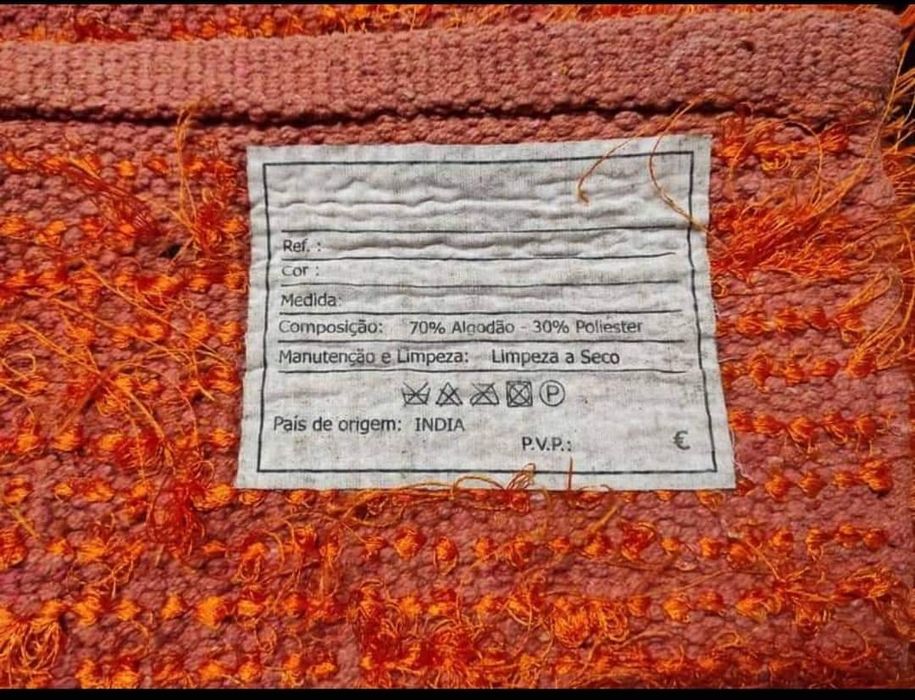 Ref. :
Cor :
Medida:
Composição: 70% Algodão - 30% Poliester
Manutenção e Limpeza: Limpeza a Seco
P
País de origem: INDIA
P.V.P.: €